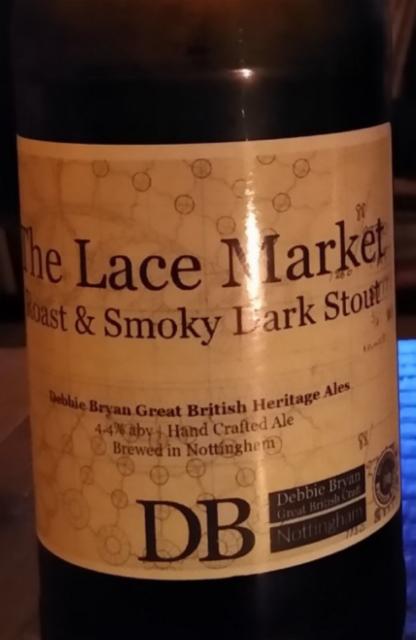 The Lace Market
Roast & Smoky Dark Stout
Debbie Bryan Great British Heritage Ales
4.4% abv | Hand Crafted Ale
Brewed in Nottingham
DB
Debbie Bryan
Great British Craft
Nottingham